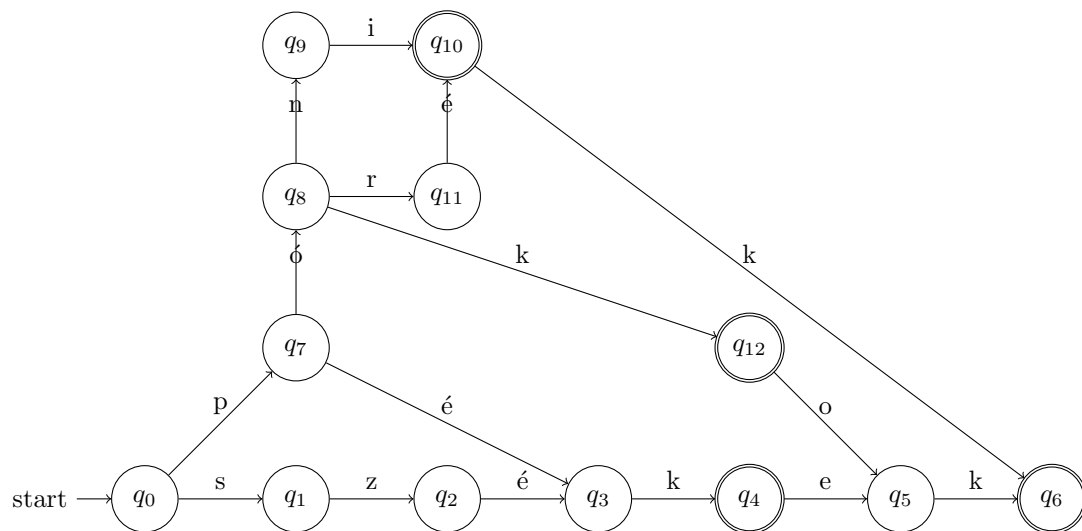 q9 i q10
n é
q8 r q11
ó k k
q7 q12
p é o
start q0 s q1 z q2 é q3 k q4 e q5 k q6